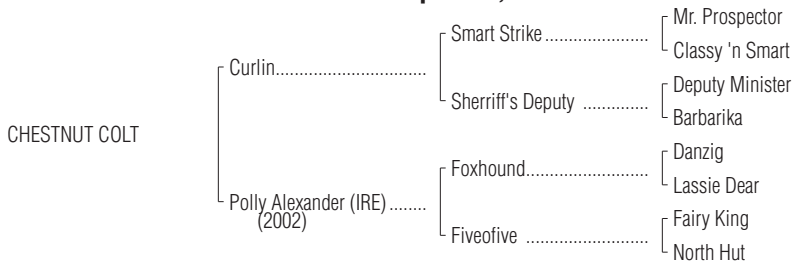 Mr. Prospector
Smart Strike .....................
Classy 'n Smart
Curlin................................
Deputy Minister
Sherriff's Deputy ..............
Barbarika
CHESTNUT COLT
Danzig
Foxhound..........................
Lassie Dear
Polly Alexander (IRE) ........
(2002)
Fairy King
Fiveofive ..........................
North Hut